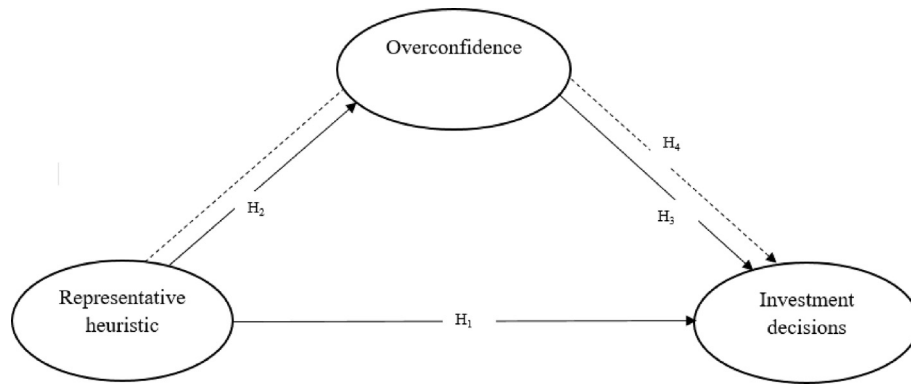 Overconfidence
H₄
H₂
H₃
Representative
heuristic
Investment
decisions
H₁